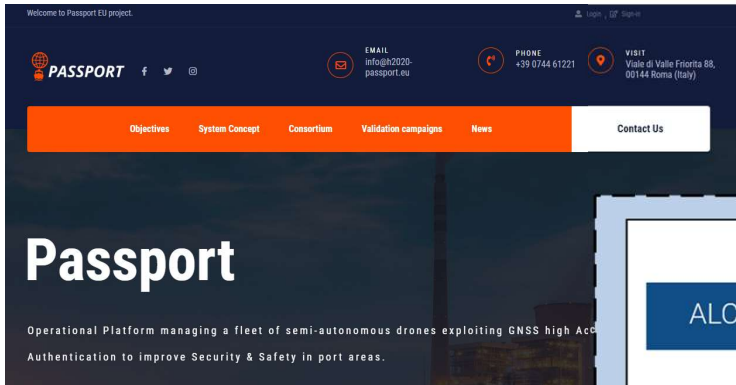 Welcome to Passport EU project.
Login , Sign-in
PASSPORT
EMAIL
info@h2020-
passport.eu
PHONE
+39 0744 61221
VISIT
Viale di Valle Friorita 88,
00144 Roma (Italy)
Objectives System Concept Consortium Validation campaigns News Contact Us
Passport
Operational Platform managing a fleet of semi-autonomous drones exploiting GNSS high Acc
Authentication to improve Security & Safety in port areas.
ALO